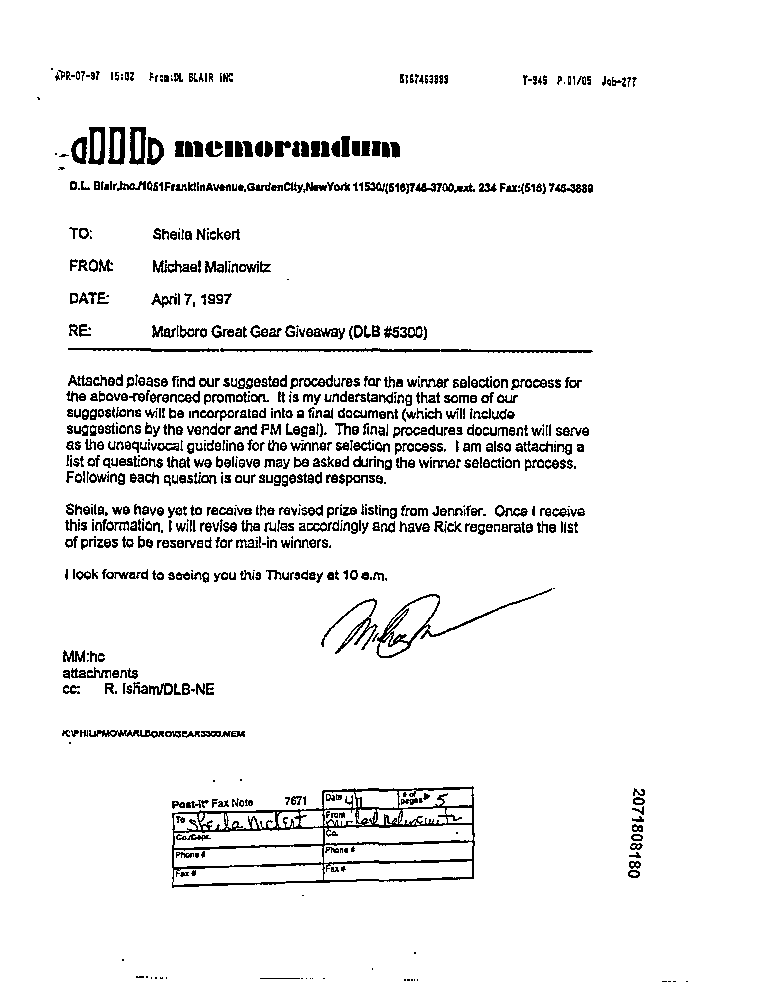 APR-07-97 15:02 From:DL BLAIR INC 5167463889 T-345 P.01/05 Job-277
memorandum
D.L. Blair,Inc./1051FranklinAvenue,GardenCity,NewYork 11530/(516)746-3700,ext. 234 Fax:(516) 746-3889
TO: Sheila Nickert
FROM: Michael Malinowitz
DATE: April 7, 1997
RE: Marlboro Great Gear Giveaway (DLB #5300)
Attached please find our suggested procedures for the winner selection process for
the above-referenced promotion. It is my understanding that some of our
suggestions will be incorporated into a final document (which will include
suggestions by the vendor and PM Legal). The final procedures document will serve
as the unequivocal guideline for the winner selection process. I am also attaching a
list of questions that we believe may be asked during the winner selection process.
Following each question is our suggested response.
Sheila, we have yet to receive the revised prize listing from Jennifer. Once I receive
this information, I will revise the rules accordingly and have Rick regenerate the list
of prizes to be reserved for mail-in winners.
I look forward to seeing you this Thursday at 10 a.m.
MM:hc
attachments
cc: R. Isham/DLB-NE
Post-it" Fax Note 7671 Date # of pages 5
To Sheila Nickert From Michael Malinowitz
Co./Dept. Co.
Phone # Phone #
Fax # Fax #
2071808180